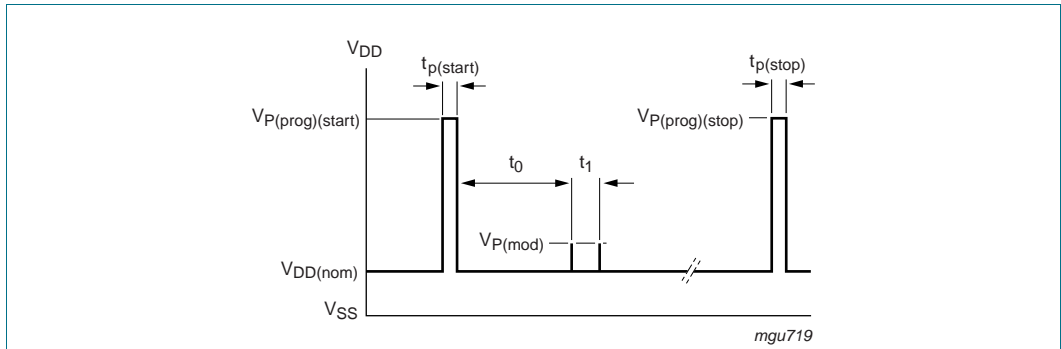 VDD
tp(start)
tp(stop)
VP(prog)(start)
VP(prog)(stop)
t0
t1
VP(mod)
VDD(nom)
VSS
mgu719